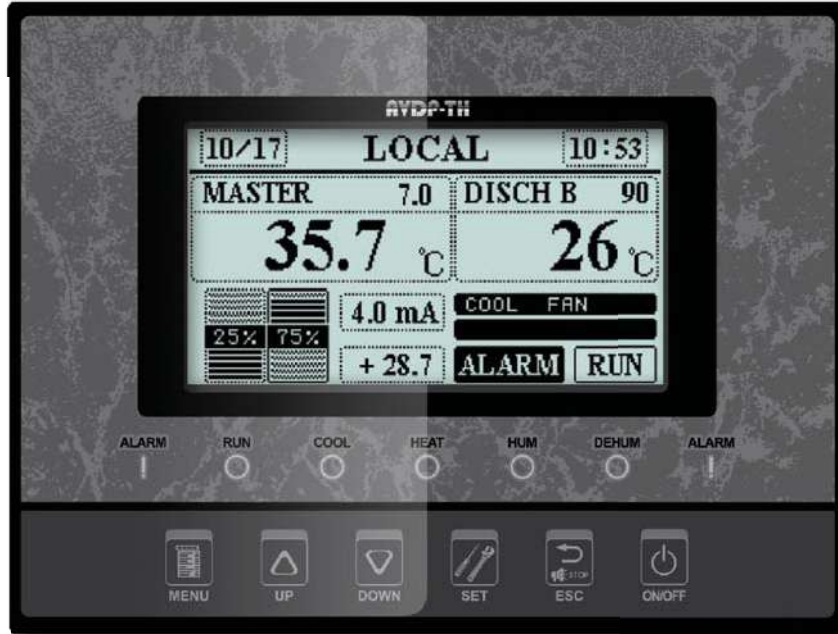 AYDP-TH
10/17 LOCAL 10:53
MASTER 7.0 DISCH B 90
35.7 ℃ 26 ℃
25% 75% 4.0 mA COOL FAN
+ 28.7 ALARM RUN
ALARM RUN COOL HEAT HUM DEHUM ALARM
STOP
MENU UP DOWN SET ESC ON/OFF